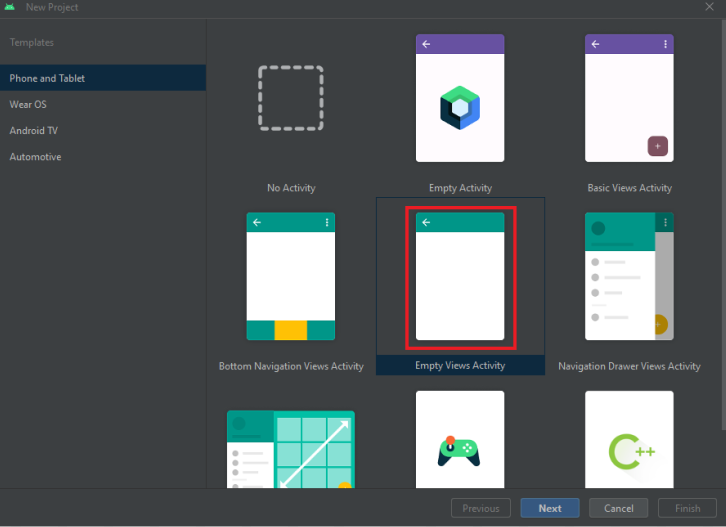 New Project
Templates
Phone and Tablet
Wear OS
Android TV
Automotive
No Activity
Empty Activity
Basic Views Activity
Bottom Navigation Views Activity
Empty Views Activity
Navigation Drawer Views Activity
C++
Previous
Next
Cancel
Finish